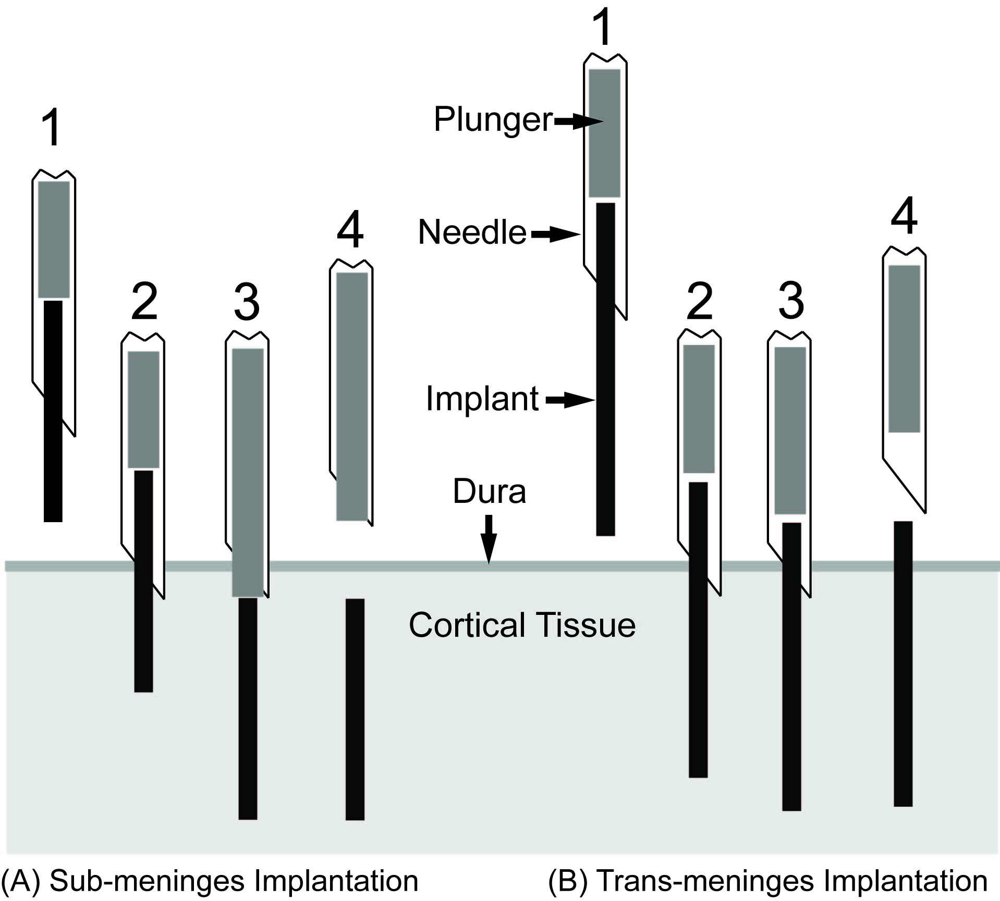 1
1
Plunger
4
4
Needle
2
3
2
3
Implant
Dura
Cortical Tissue
(A) Sub-meninges Implantation
(B) Trans-meninges Implantation